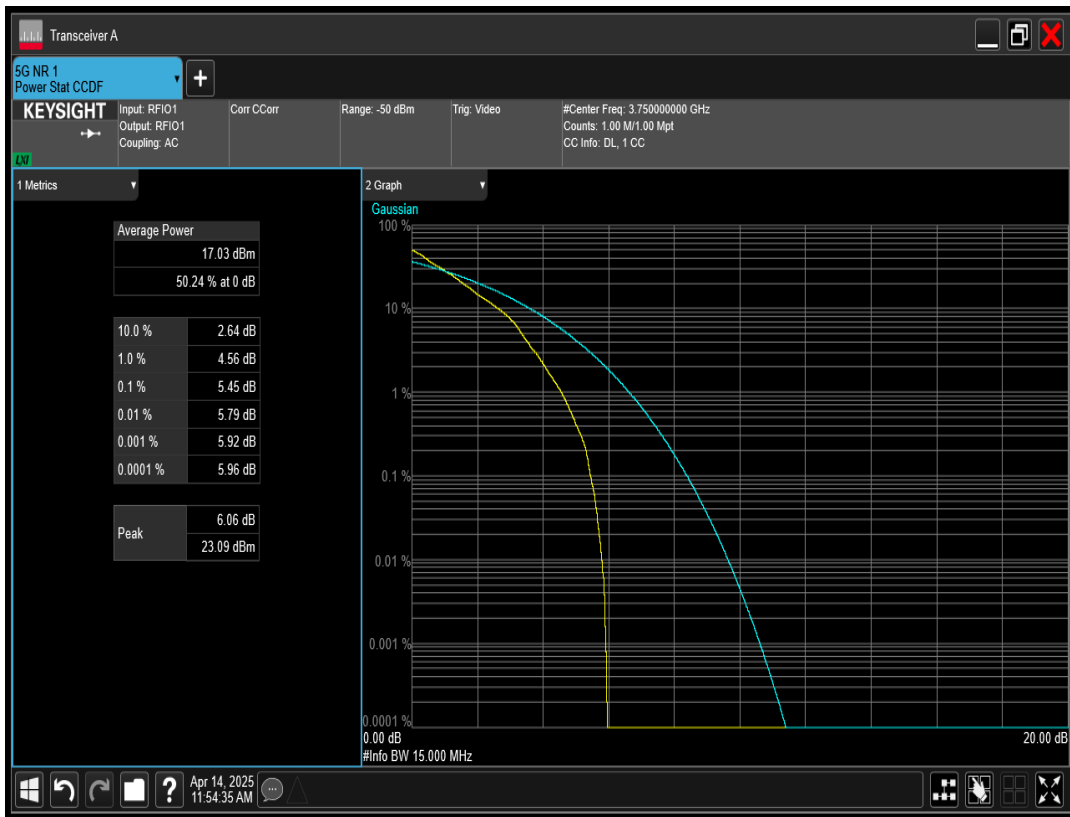 Transceiver A
5G NR 1
Power Stat CCDF
+
KEYSIGHT
LXI
Input: RFIO1
Output: RFIO1
Coupling: AC
Corr CCorr
Range: -50 dBm
Trig: Video
#Center Freq: 3.750000000 GHz
Counts: 1.00 M/1.00 Mpt
CC Info: DL, 1 CC
1 Metrics
Average Power
17.03 dBm
50.24 % at 0 dB
10.0 % 2.64 dB
1.0 % 4.56 dB
0.1 % 5.45 dB
0.01 % 5.79 dB
0.001 % 5.92 dB
0.0001 % 5.96 dB
Peak 6.06 dB
23.09 dBm
2 Graph
Gaussian
100 %
10 %
1 %
0.1 %
0.01 %
0.001 %
0.0001 %
0.00 dB 20.00 dB
#Info BW 15.000 MHz
? Apr 14, 2025
11:54:35 AM